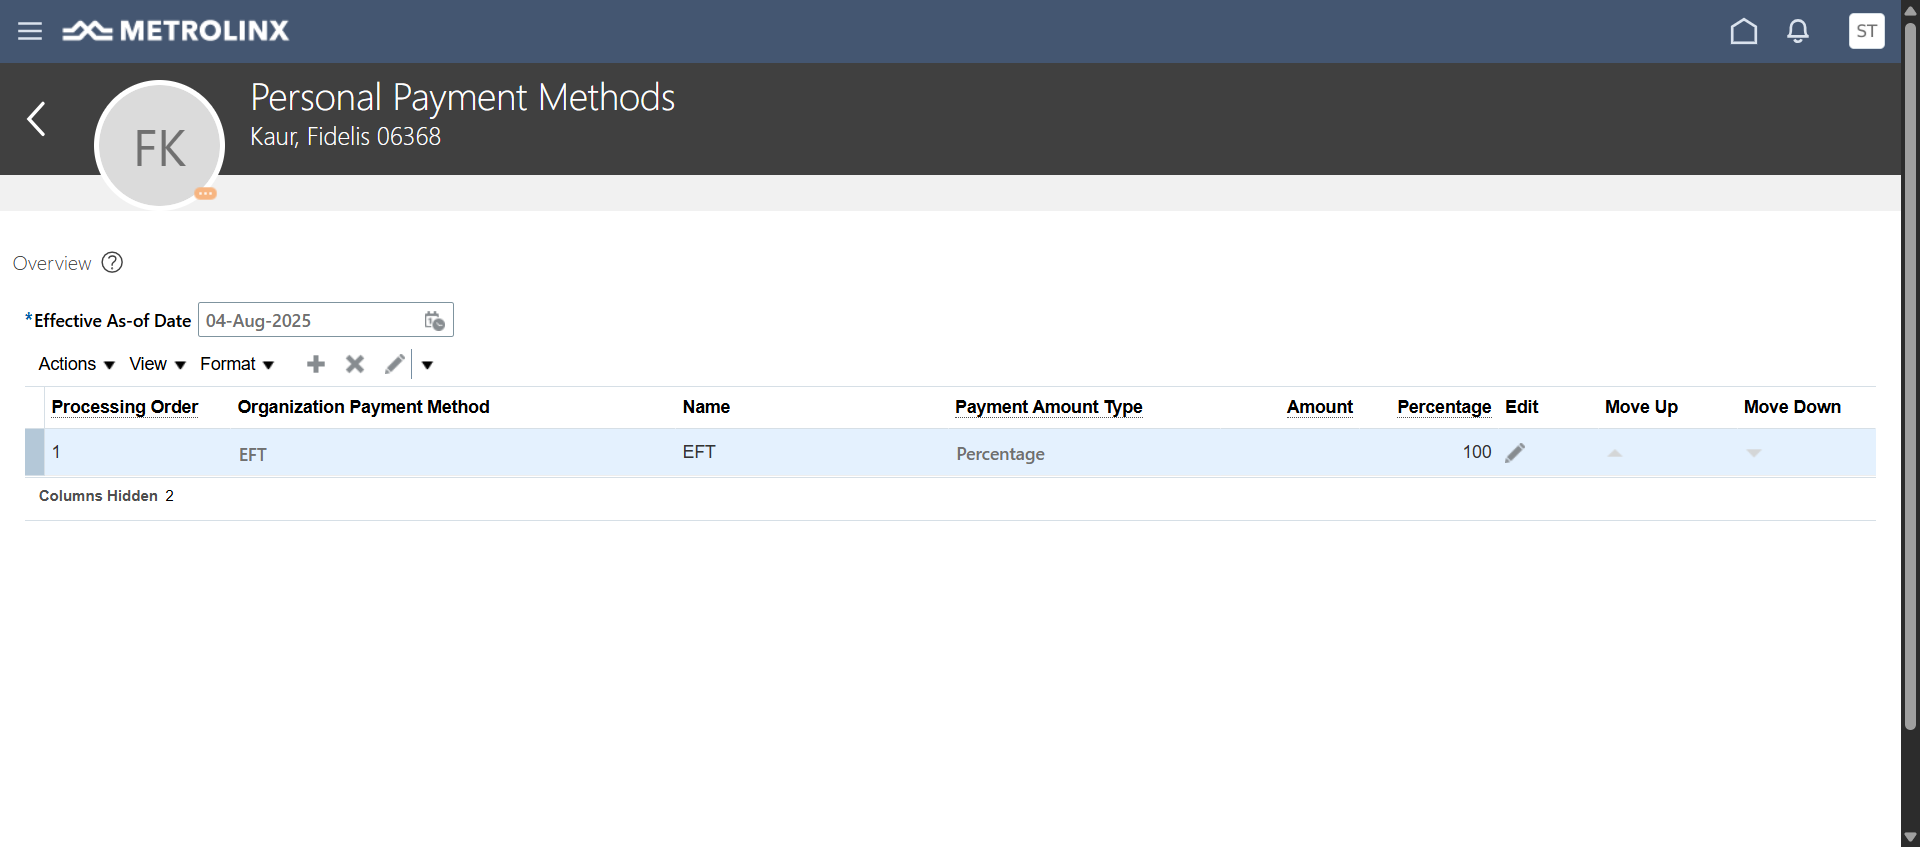 METROLINX
ST
FK
Personal Payment Methods
Kaur, Fidelis 06368
Overview ?
*Effective As-of Date 04-Aug-2025
Actions View Format
Processing Order Organization Payment Method Name Payment Amount Type Amount Percentage Edit Move Up Move Down
1 EFT EFT Percentage 100
Columns Hidden 2